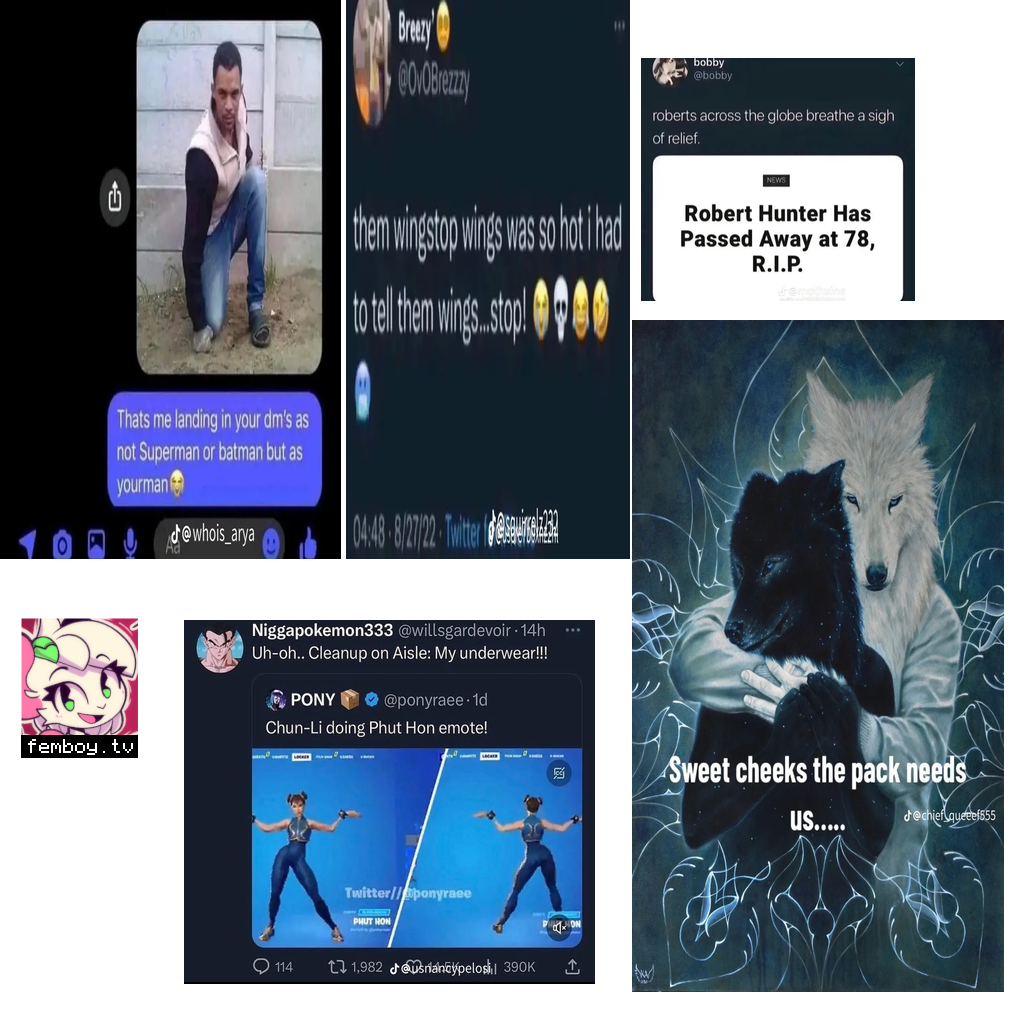 Thats me landing in your dm's as
not Superman or batman but as
yourman😭
Aa
@whois_arya
Breezy'
@OvOBrezzzy
them wingstop wings was so hot i had
to tell them wings...stop! 😭💀
04:48 · 8/27/22 · Twitter
bobby
@bobby
roberts across the globe breathe a sigh
of relief.
NEWS
Robert Hunter Has
Passed Away at 78,
R.I.P.
Sweet cheeks the pack needs
us.....
@chief_queeef555
femboy.tv
Niggapokemon333 @willsgardevoir · 14h
Uh-oh.. Cleanup on Aisle: My underwear!!!
PONY 📦 @ponyraee · 1d
Chun-Li doing Phut Hon emote!
LOCKER
LOCKER
Twitter//@ponyraee
PHUT HON
PHUT HON
114
1,982
390K
@usnancypelosi